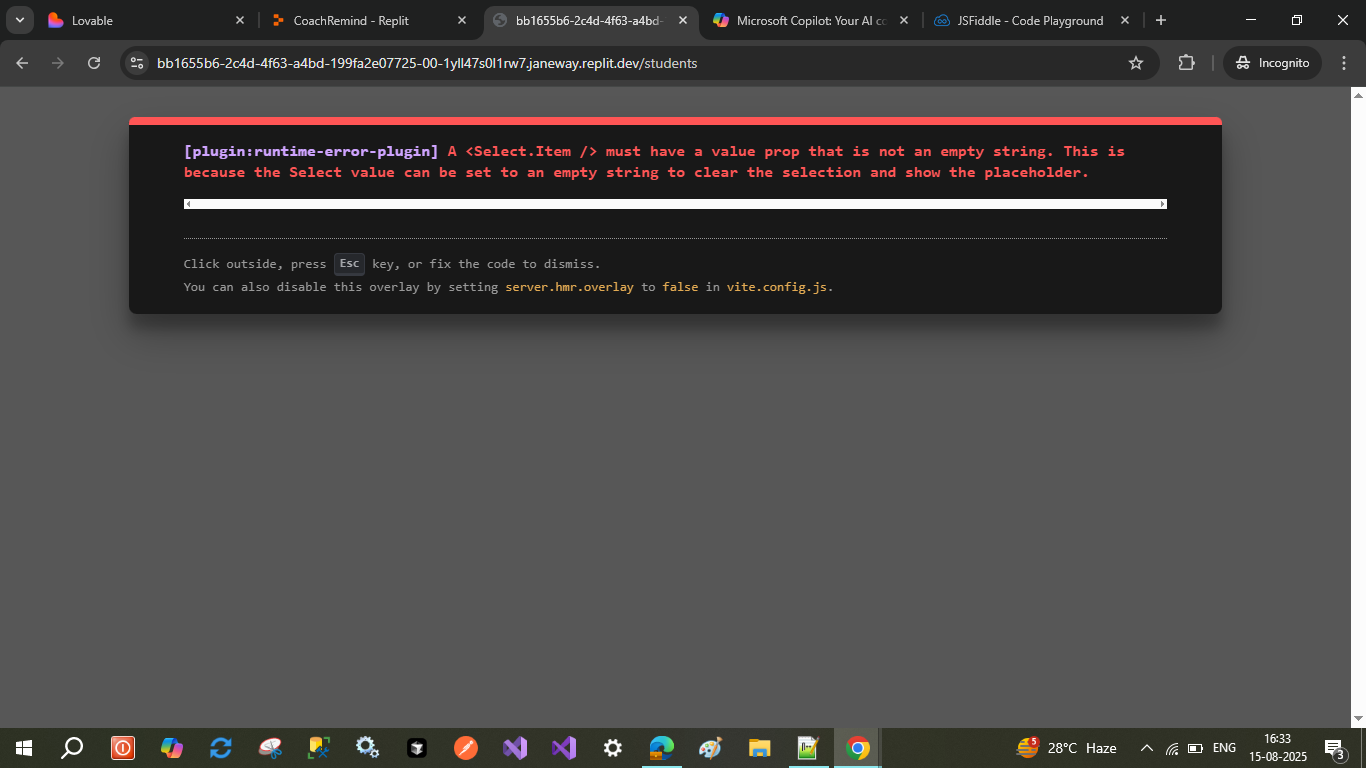 Lovable
CoachRemind - Replit
bb1655b6-2c4d-4f63-a4bd-
Microsoft Copilot: Your AI co
JSFiddle - Code Playground
bb1655b6-2c4d-4f63-a4bd-199fa2e07725-00-1yll47s0l1rw7.janeway.replit.dev/students
Incognito
[plugin:runtime-error-plugin] A <Select.Item /> must have a value prop that is not an empty string. This is
because the Select value can be set to an empty string to clear the selection and show the placeholder.
Click outside, press Esc key, or fix the code to dismiss.
You can also disable this overlay by setting server.hmr.overlay to false in vite.config.js.
5
28°C Haze
ENG
16:33
15-08-2025
3